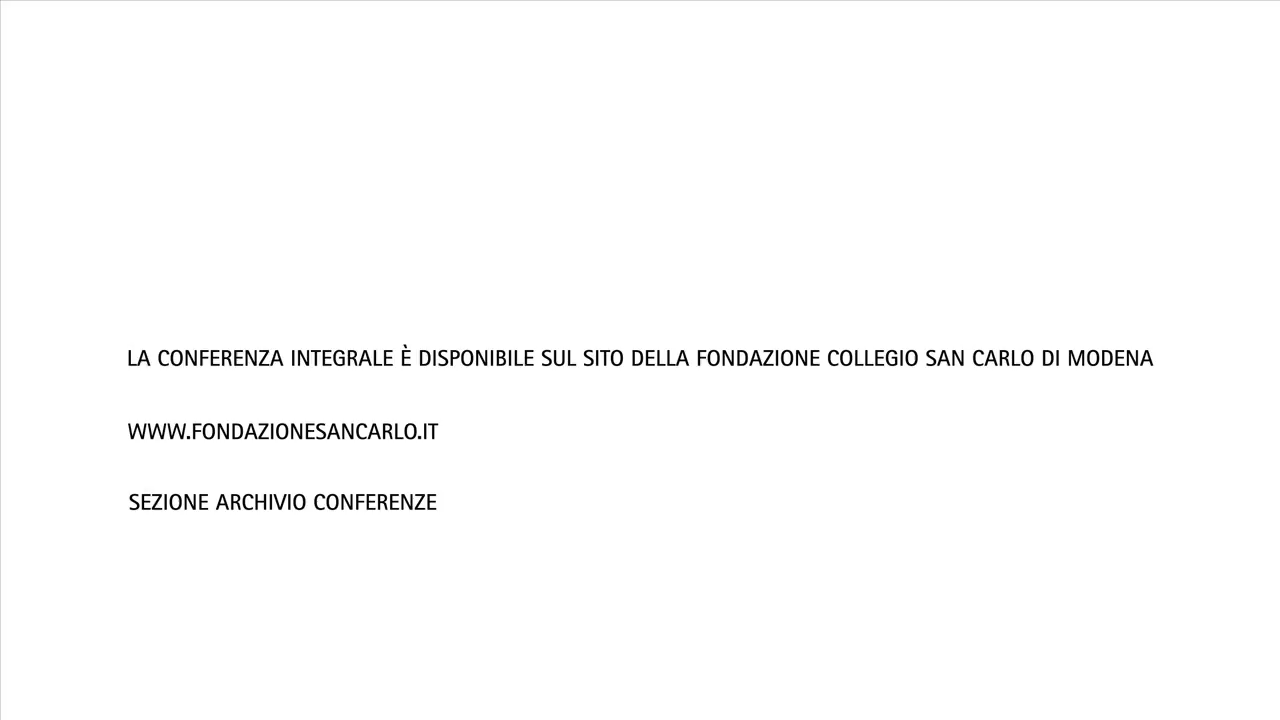 LA CONFERENZA INTEGRALE È DISPONIBILE SUL SITO DELLA FONDAZIONE COLLEGIO SAN CARLO DI MODENA
WWW.FONDAZIONESANCARLO.IT
SEZIONE ARCHIVIO CONFERENZE